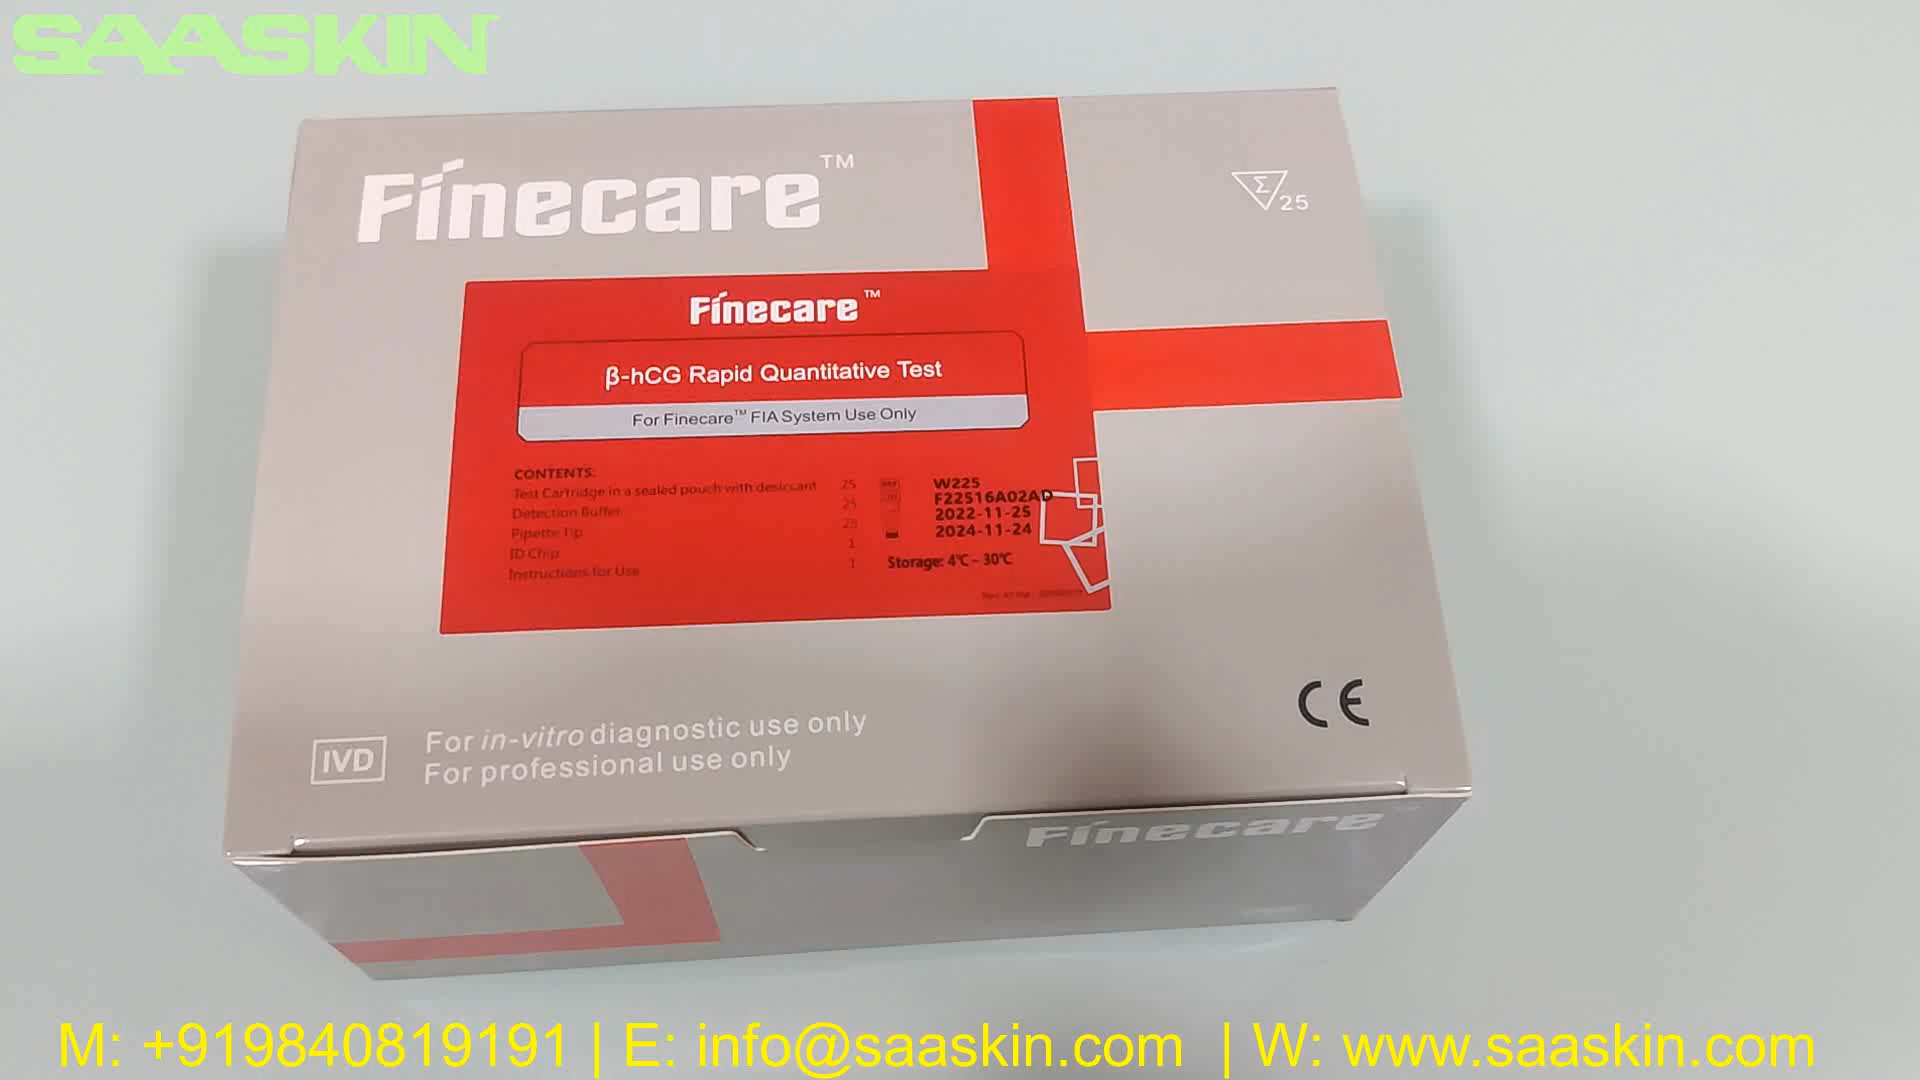 SAASKIN
Finecare™
Σ 25
Finecare™
β-hCG Rapid Quantitative Test
For Finecare™ FIA System Use Only
CONTENTS:
Test Cartridge in a sealed pouch with desiccant 25
Detection Buffer 25
Pipette Tip 25
ID Chip 1
Instructions for Use 1
W225
F22516A02AD
2022-11-25
2024-11-24
Storage: 4℃ - 30℃
CE
IVD
For in-vitro diagnostic use only
For professional use only
Finecare
M: +919840819191 | E: info@saaskin.com | W: www.saaskin.com